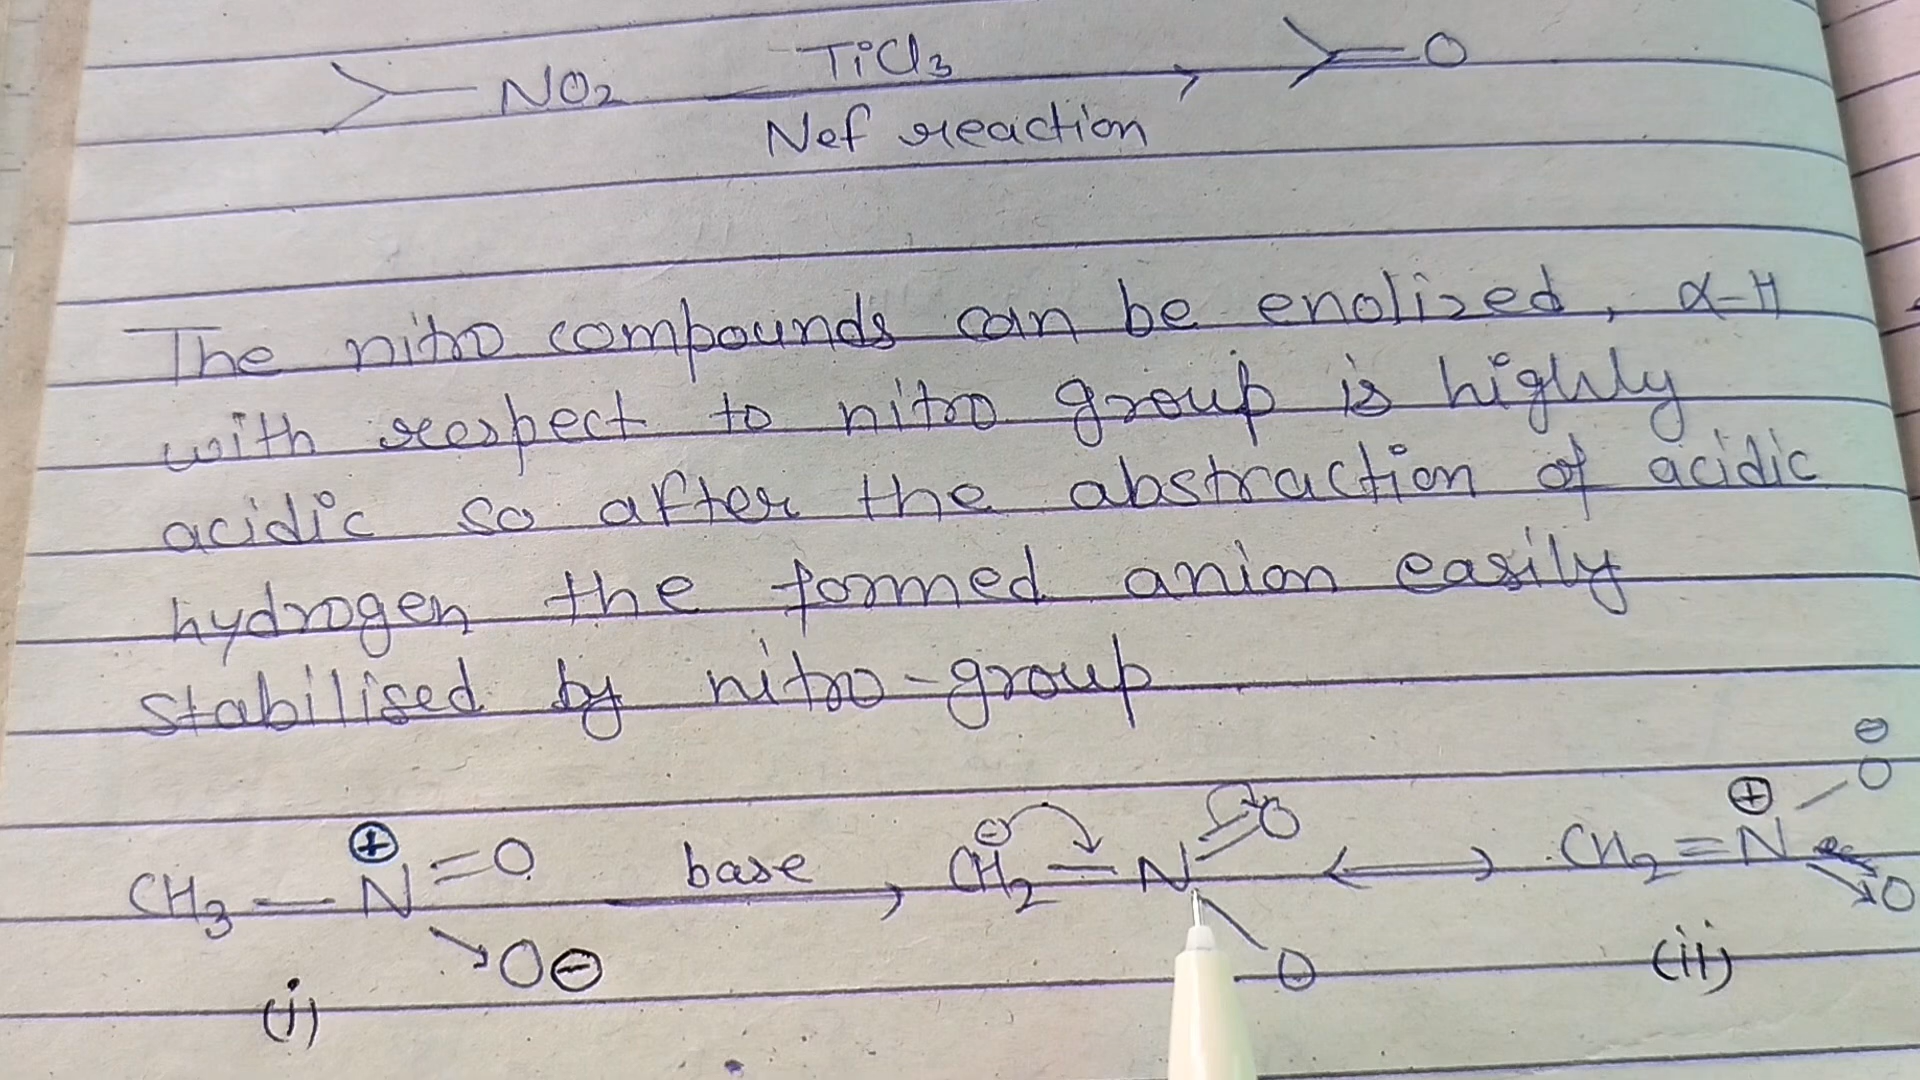 NO2 TiCl3 O
Nef reaction
The nitro compounds can be enolized, α-H
with respect to nitro group is highly
acidic so after the abstraction of acidic
hydrogen the formed anion easily
stabilised by nitro-group
CH3 — N⊕ = O → O⊖ base ⊖CH2 — N = O O ⟷ CH2 = N⊕ — O⊖ → O
(i) (ii)